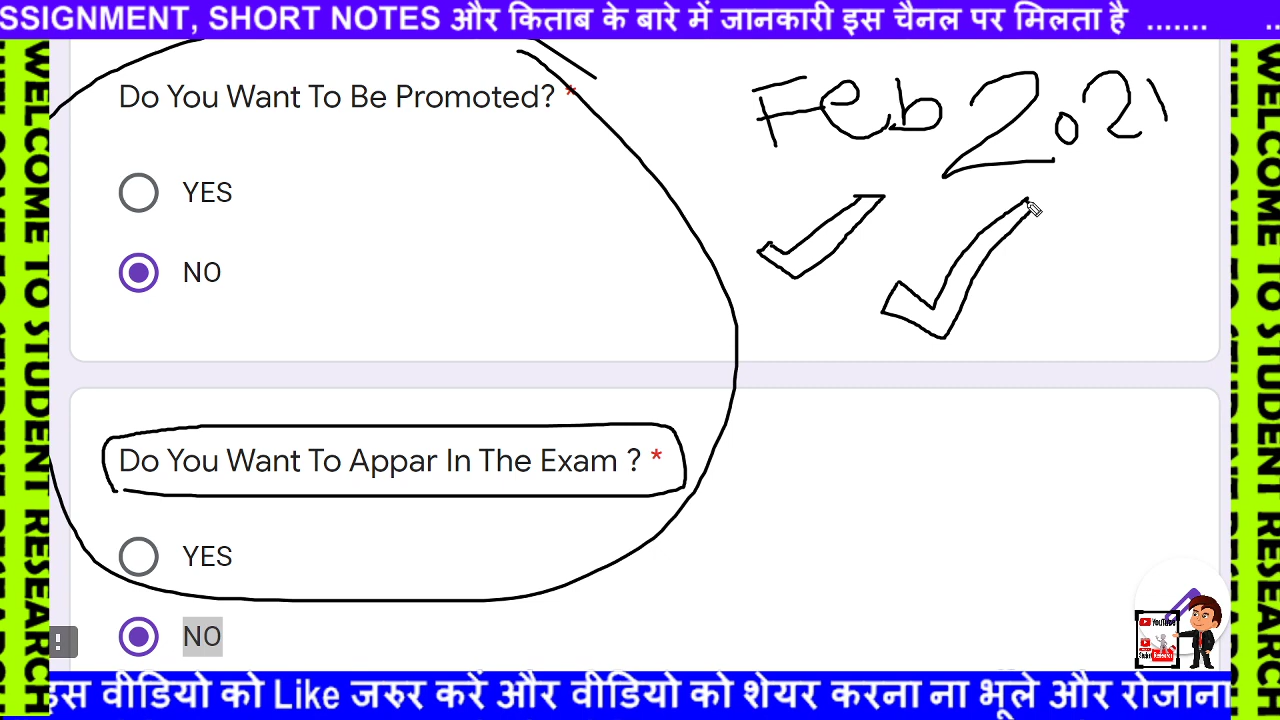 SSIGNMENT, SHORT NOTES और किताब के बारे में जानकारी इस चैनल पर मिलता है .......
Do You Want To Be Promoted? *
Feb 2021
YES
NO
Do You Want To Appar In The Exam ? *
YES
NO
YouTube
इस वीडियो को Like जरुर करें और वीडियो को शेयर करना ना भूले और रोजाना
WELCOME TO STUDENT RESEARCH
WELCOME TO STUDENT RESEARCH